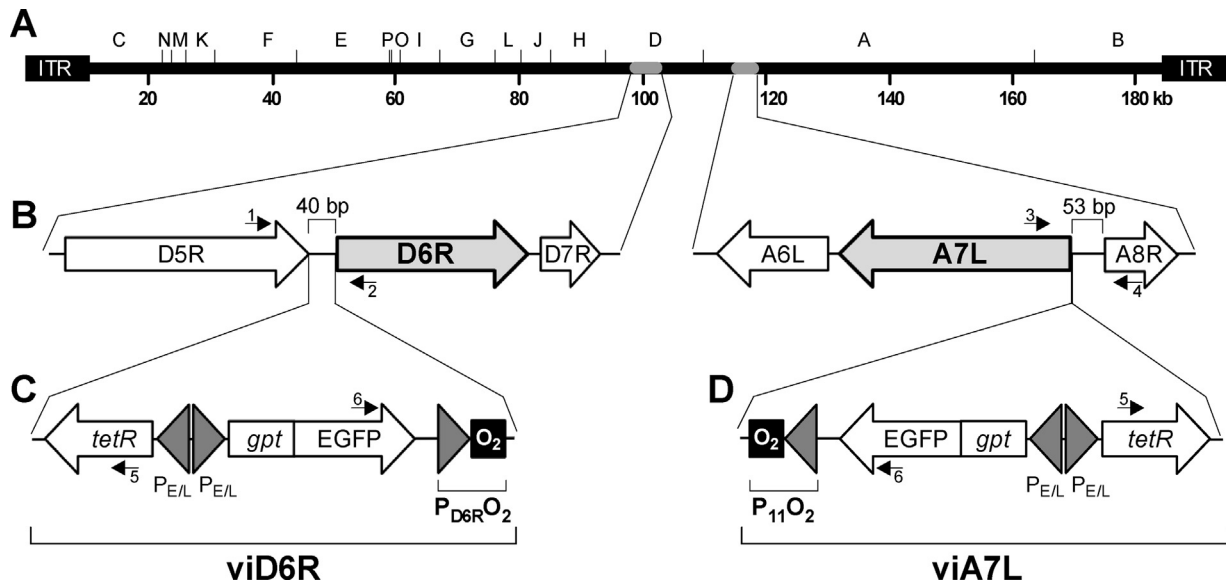 A
C N M K F E P O I G L J H D A B
ITR ITR
20 40 60 80 100 120 140 160 180 kb
B
1 40 bp 3 53 bp
D5R D6R D7R A6L A7L A8R
2 4
C D
6 5
tetR gpt EGFP O2 O2 EGFP gpt tetR
5 6
PE/L PE/L PE/L PE/L
PD6RO2 P11O2
viD6R viA7L